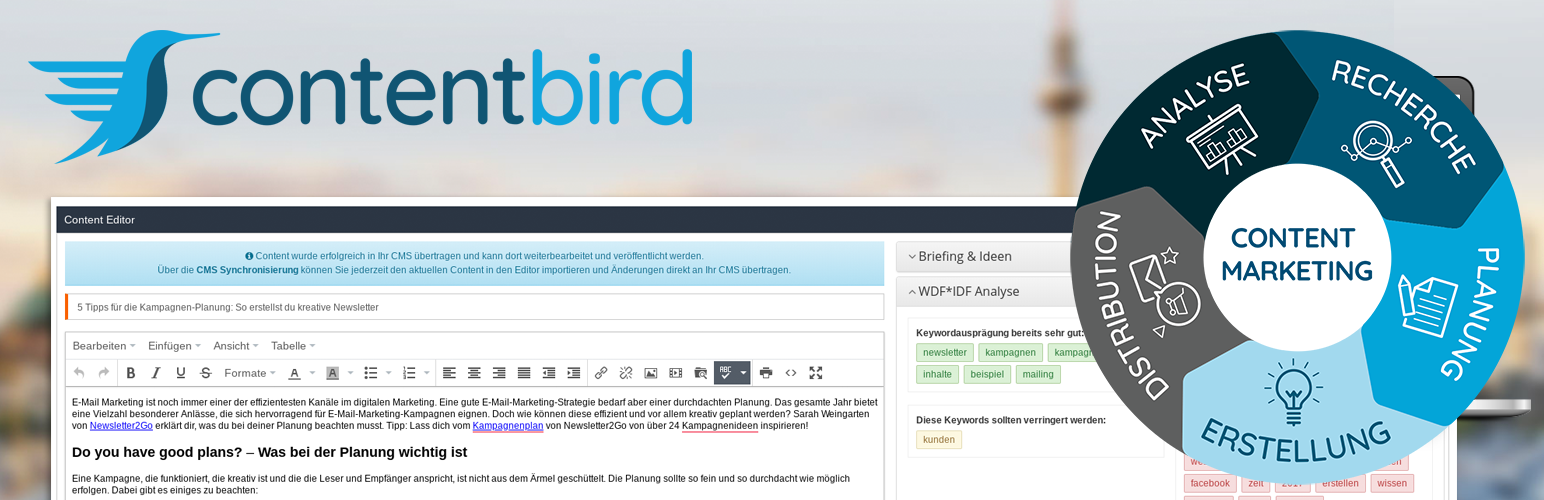 contentbird
Content Editor
Content wurde erfolgreich in Ihr CMS übertragen und kann dort weiterbearbeitet und veröffentlicht werden.
Über die CMS Synchronisierung können Sie jederzeit den aktuellen Content in den Editor importieren und Änderungen direkt an Ihr CMS übertragen.
5 Tipps für die Kampagnen-Planung: So erstellst du kreative Newsletter
Bearbeiten Einfügen Ansicht Tabelle
B I U S Formate A A ABC
E-Mail Marketing ist noch immer einer der effizientesten Kanäle im digitalen Marketing. Eine gute E-Mail-Marketing-Strategie bedarf aber einer durchdachten Planung. Das gesamte Jahr bietet
eine Vielzahl besonderer Anlässe, die sich hervorragend für E-Mail-Marketing-Kampagnen eignen. Doch wie können diese effizient und vor allem kreativ geplant werden? Sarah Weingarten
von Newsletter2Go erklärt dir, was du bei deiner Planung beachten musst. Tipp: Lass dich vom Kampagnenplan von Newsletter2Go von über 24 Kampagnenideen inspirieren!
Do you have good plans? – Was bei der Planung wichtig ist
Eine Kampagne, die funktioniert, die kreativ ist und die die Leser und Empfänger anspricht, ist nicht aus dem Ärmel geschüttelt. Die Planung sollte so fein und so durchdacht wie möglich
erfolgen. Dabei gibt es einiges zu beachten:
Briefing & Ideen
WDF*IDF Analyse
Keywordausprägung bereits sehr gut:
newsletter kampagnen
inhalte beispiel mailing
Diese Keywords sollten verringert werden:
kunden
facebook zeit 2017 erstellen wissen
ANALYSE
RECHERCHE
PLANUNG
ERSTELLUNG
DISTRIBUTION
CONTENT
MARKETING